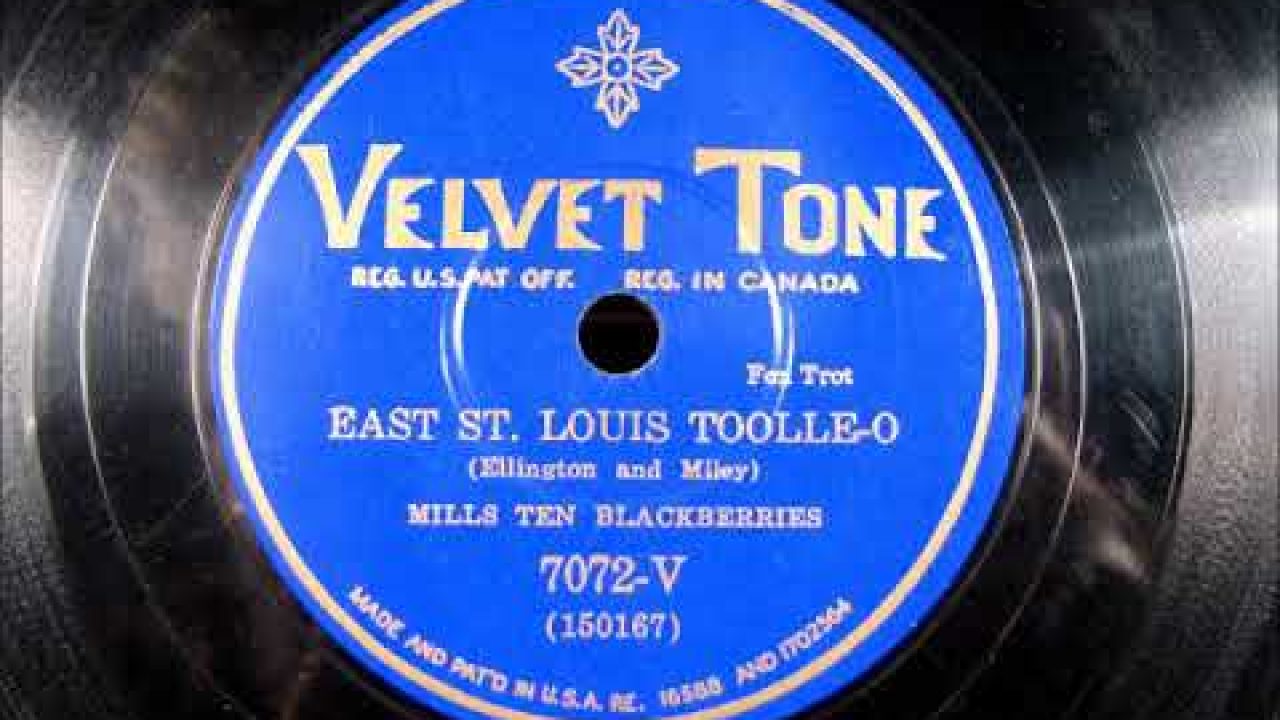 VELVET TONE
REG. U.S. PAT OFF. REG. IN CANADA
Fox Trot
EAST ST. LOUIS TOOLLE-O
(Ellington and Miley)
MILLS TEN BLACKBERRIES
7072-V
(150167)
MADE AND PAT'D IN U.S.A. RE. 16588 AND 1702564